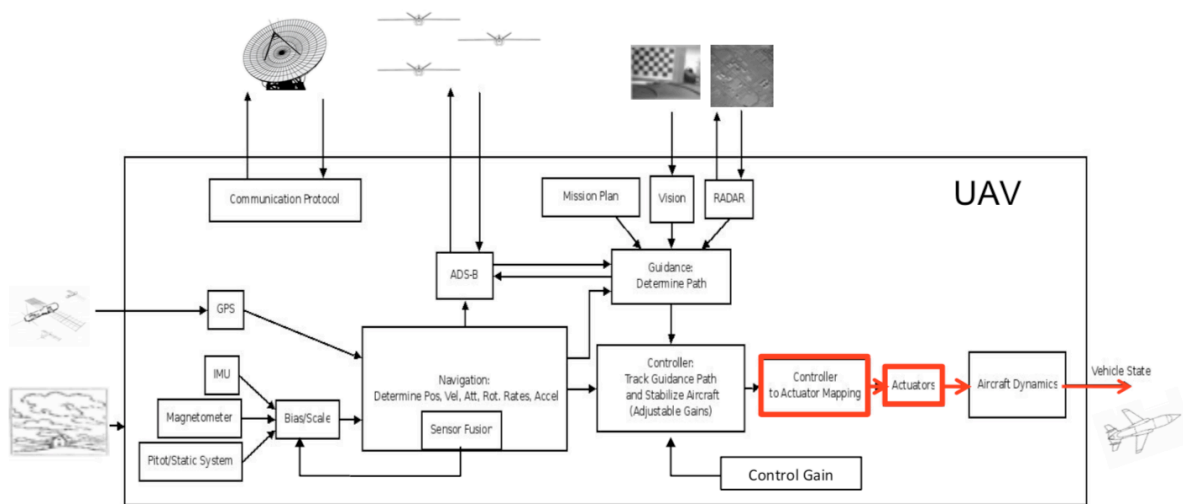 UAV
Communication Protocol
Mission Plan
Vision
RADAR
ADS-B
Guidance:
Determine Path
GPS
IMU
Magnetometer
Pitot/Static System
Bias/Scale
Navigation:
Determine Pos, Vel, Att, Rot. Rates, Accel
Sensor Fusion
Controller:
Track Guidance Path
and Stabilize Aircraft
(Adjustable Gains)
Controller
to Actuator Mapping
Actuators
Aircraft Dynamics
Vehicle State
Control Gain